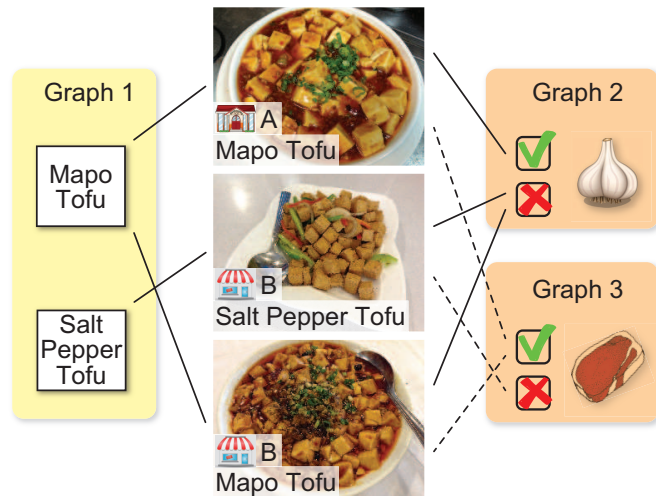 Graph 1
Mapo
Tofu
Salt
Pepper
Tofu
A
Mapo Tofu
B
Salt Pepper Tofu
B
Mapo Tofu
Graph 2
Graph 3